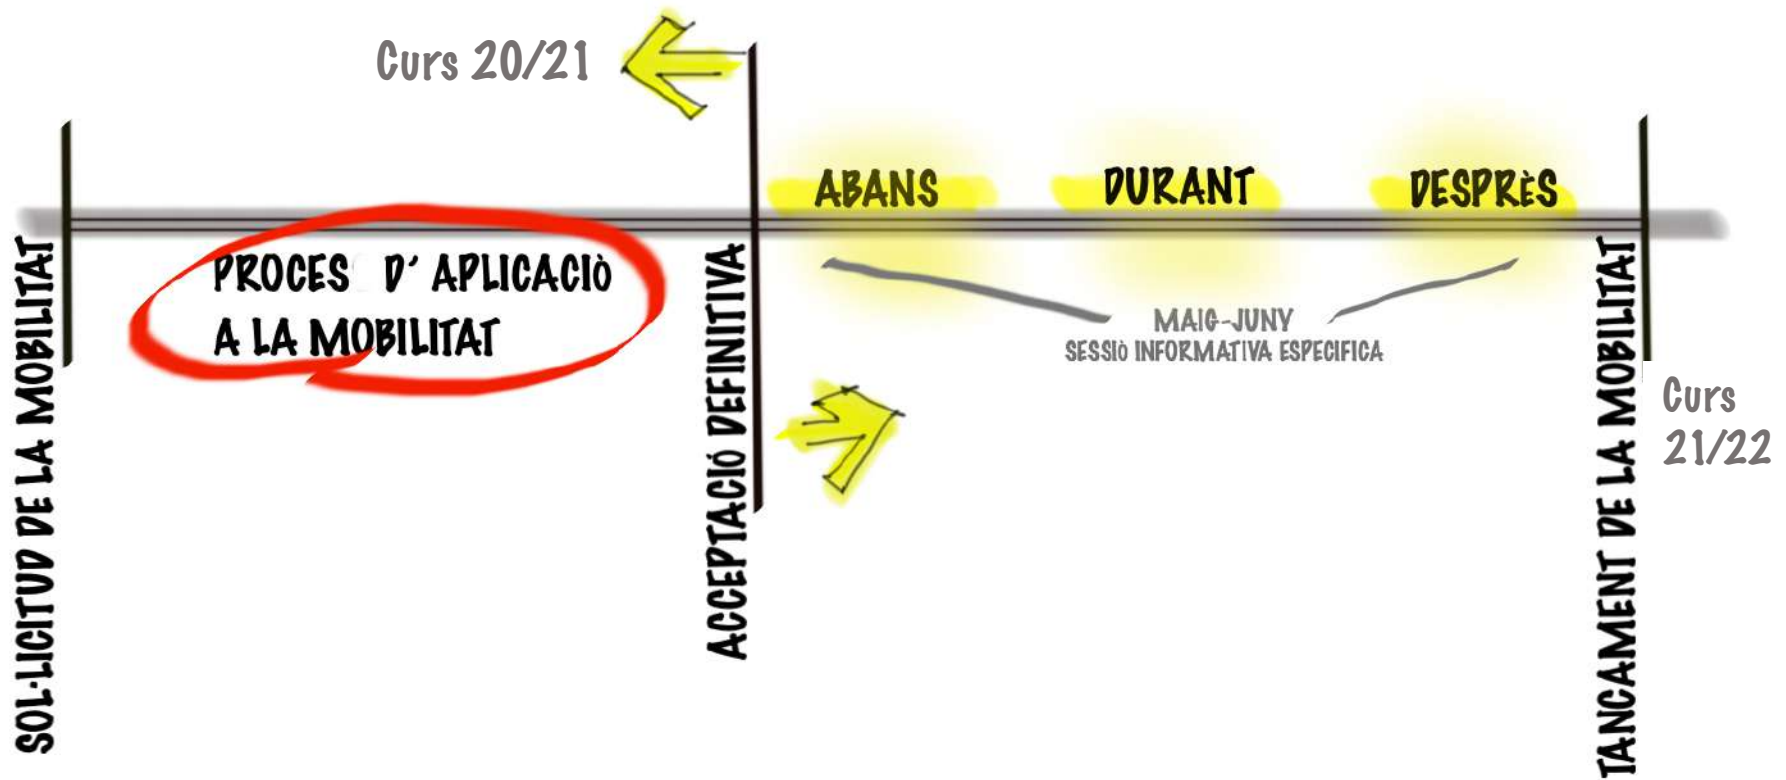 Curs 20/21
ABANS
DURANT
DESPRÈS
PROCES D' APLICACIÒ
A LA MOBILITAT
MAIG-JUNY
SESSIÒ INFORMATIVA ESPECIFICA
SOL·LICITUD DE LA MOBILITAT
ACCEPTACIÓ DEFINITIVA
TANCAMENT DE LA MOBILITAT
Curs
21/22